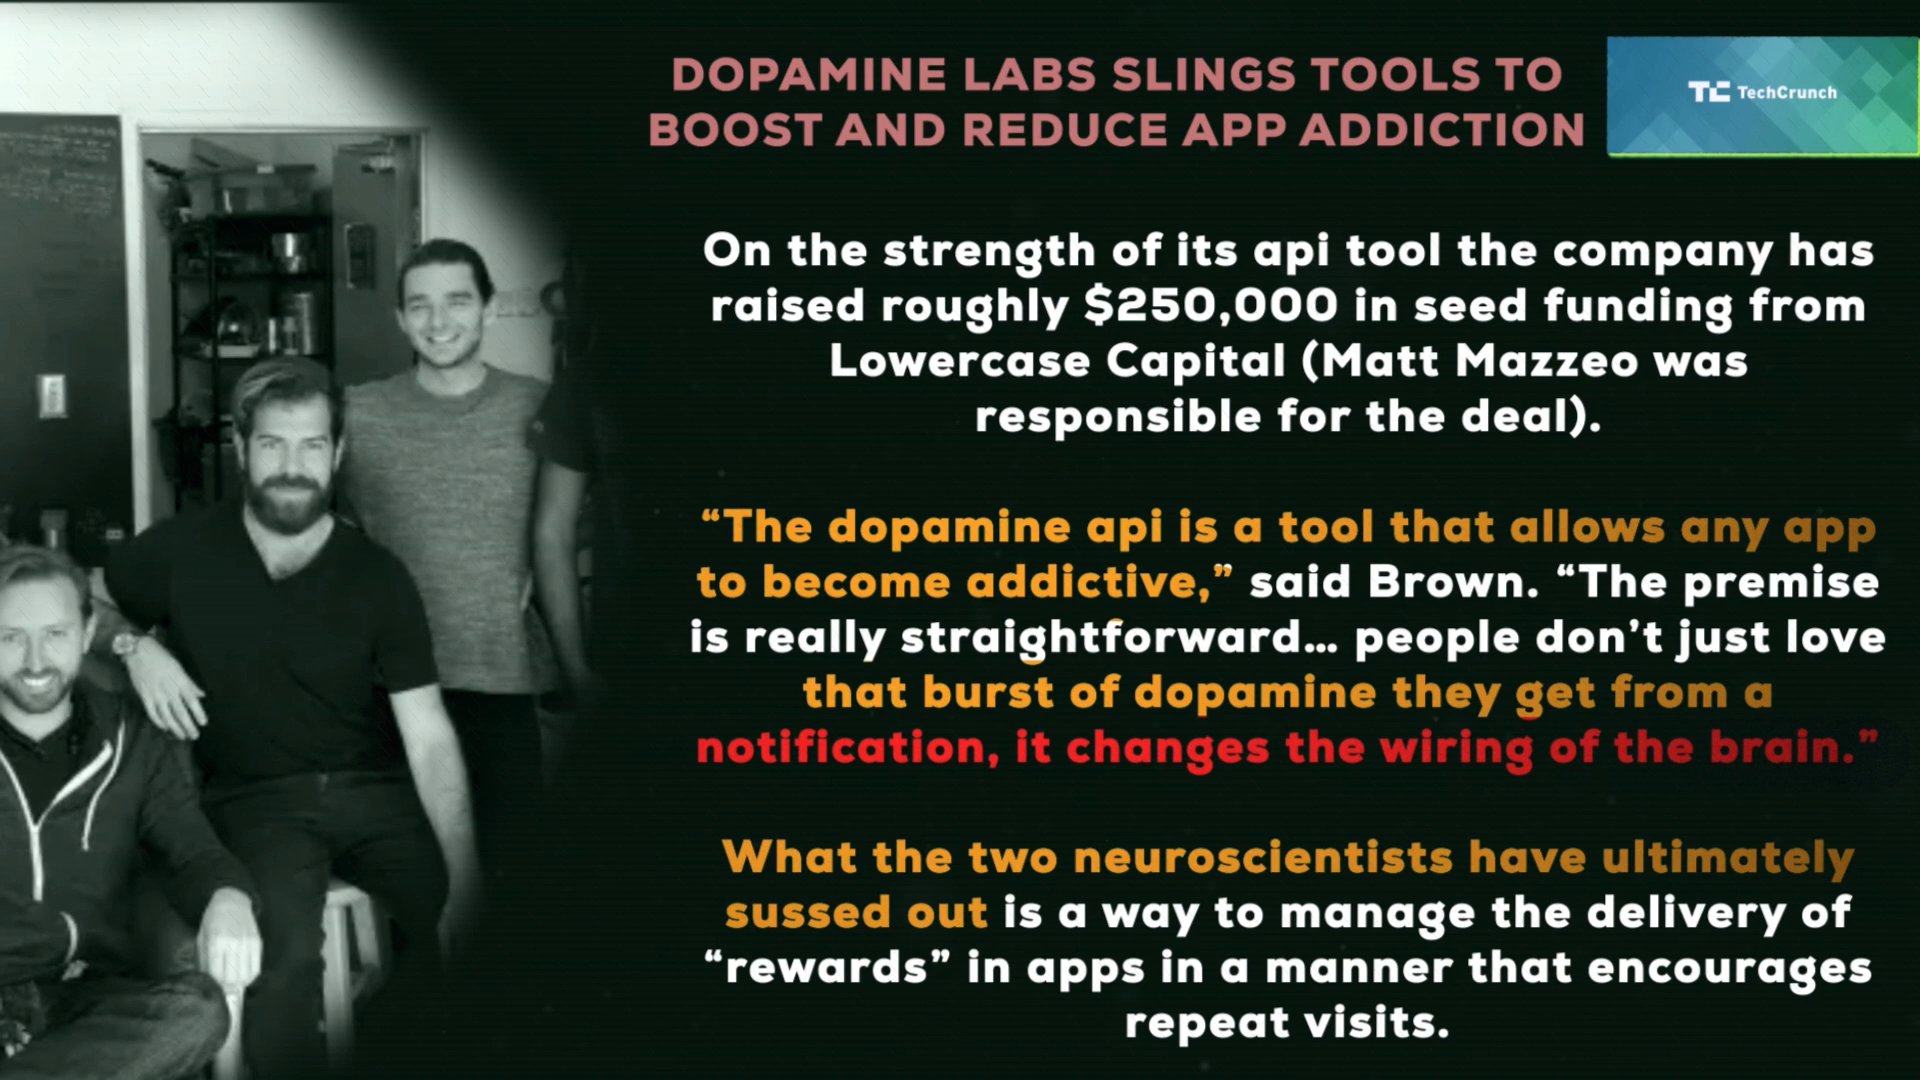 DOPAMINE LABS SLINGS TOOLS TO
BOOST AND REDUCE APP ADDICTION
TC TechCrunch
On the strength of its api tool the company has
raised roughly $250,000 in seed funding from
Lowercase Capital (Matt Mazzeo was
responsible for the deal).
“The dopamine api is a tool that allows any app
to become addictive,” said Brown. “The premise
is really straightforward... people don’t just love
that burst of dopamine they get from a
notification, it changes the wiring of the brain.”
What the two neuroscientists have ultimately
sussed out is a way to manage the delivery of
“rewards” in apps in a manner that encourages
repeat visits.